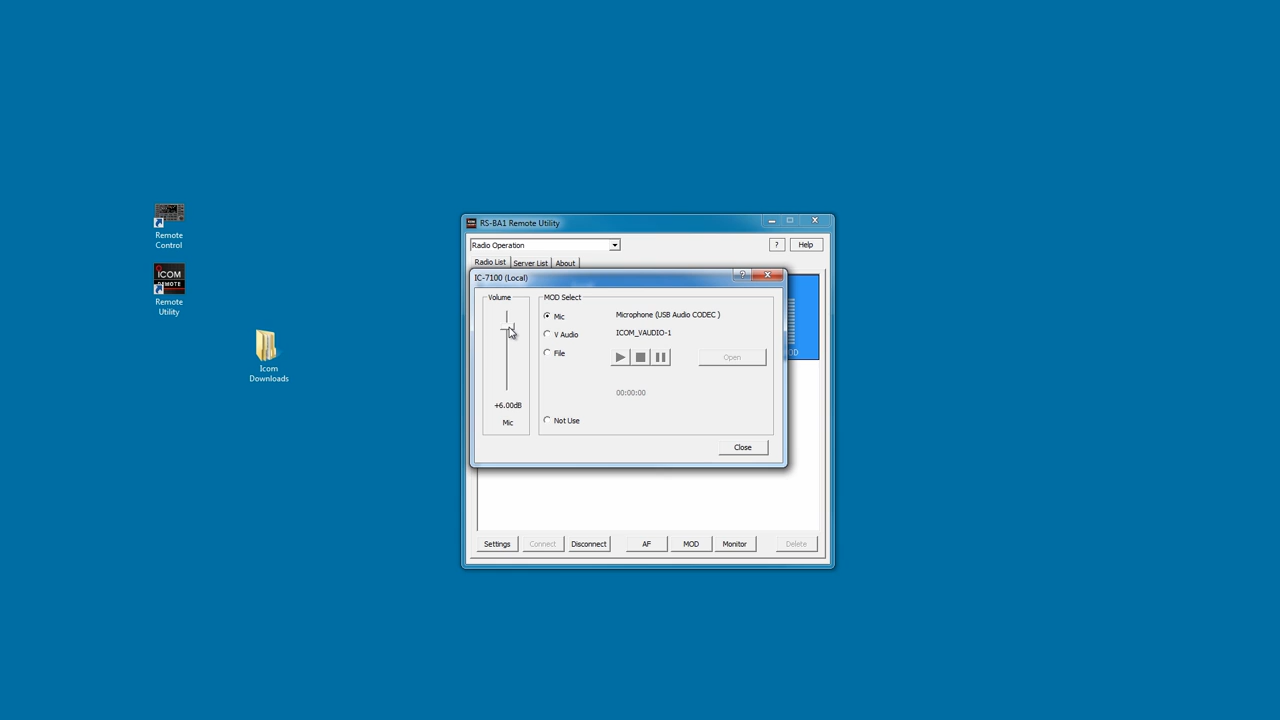 Remote
Control
ICOM
REMOTE
Remote
Utility
Icom
Downloads
RS-BA1 Remote Utility
Radio Operation
?
Help
Radio List
Server List
About
IC-7100 (Local)
?
Volume
MOD Select
Mic
Microphone (USB Audio CODEC )
V Audio
ICOM_VAUDIO-1
File
Open
00:00:00
+6.00dB
Mic
Not Use
Close
Settings
Connect
Disconnect
AF
MOD
Monitor
Delete